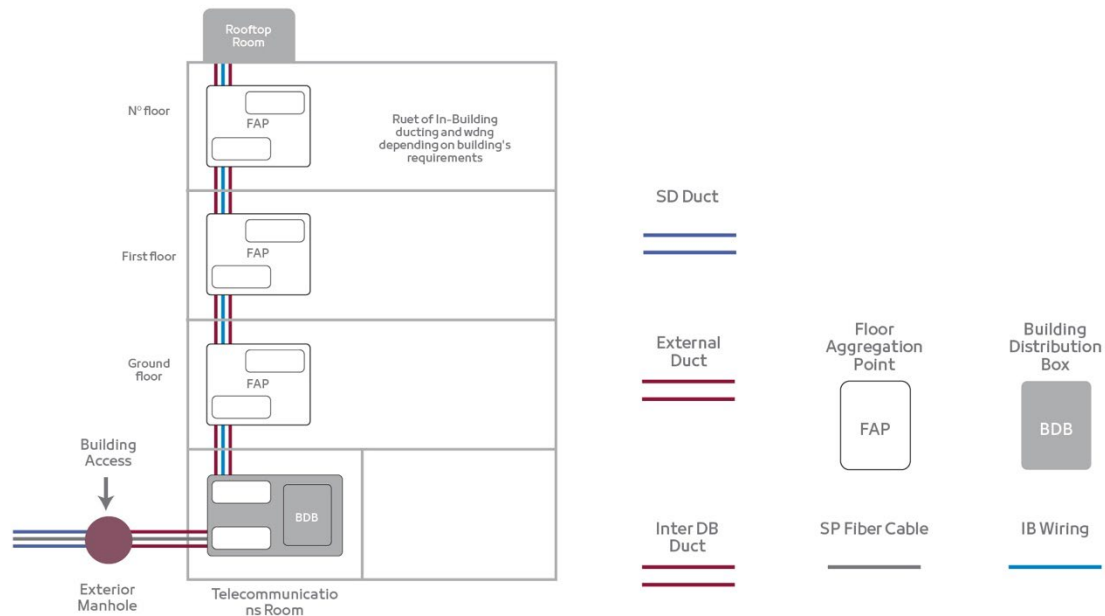 Rooftop
Room
Nº floor
FAP
Ruet of In-Building
ducting and wdng
depending on building's
requirements
First floor
FAP
Ground
floor
FAP
Building
Access
BDB
Exterior
Manhole
Telecommunicatio
ns Room
SD Duct
External
Duct
Floor
Aggregation
Point
FAP
Building
Distribution
Box
BDB
Inter DB
Duct
SP Fiber Cable
IB Wiring